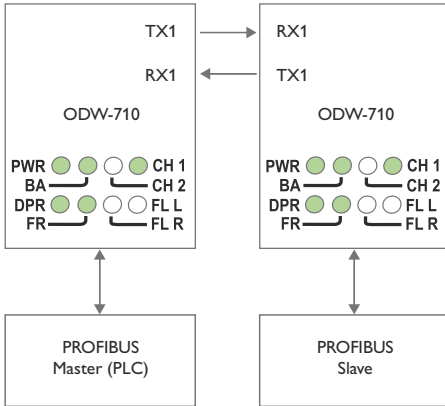 TX1
RX1
RX1
TX1
ODW-710
ODW-710
PWR CH 1
BA CH 2
DPR FL L
FR FL R
PWR CH 1
BA CH 2
DPR FL L
FR FL R
PROFIBUS
Master (PLC)
PROFIBUS
Slave